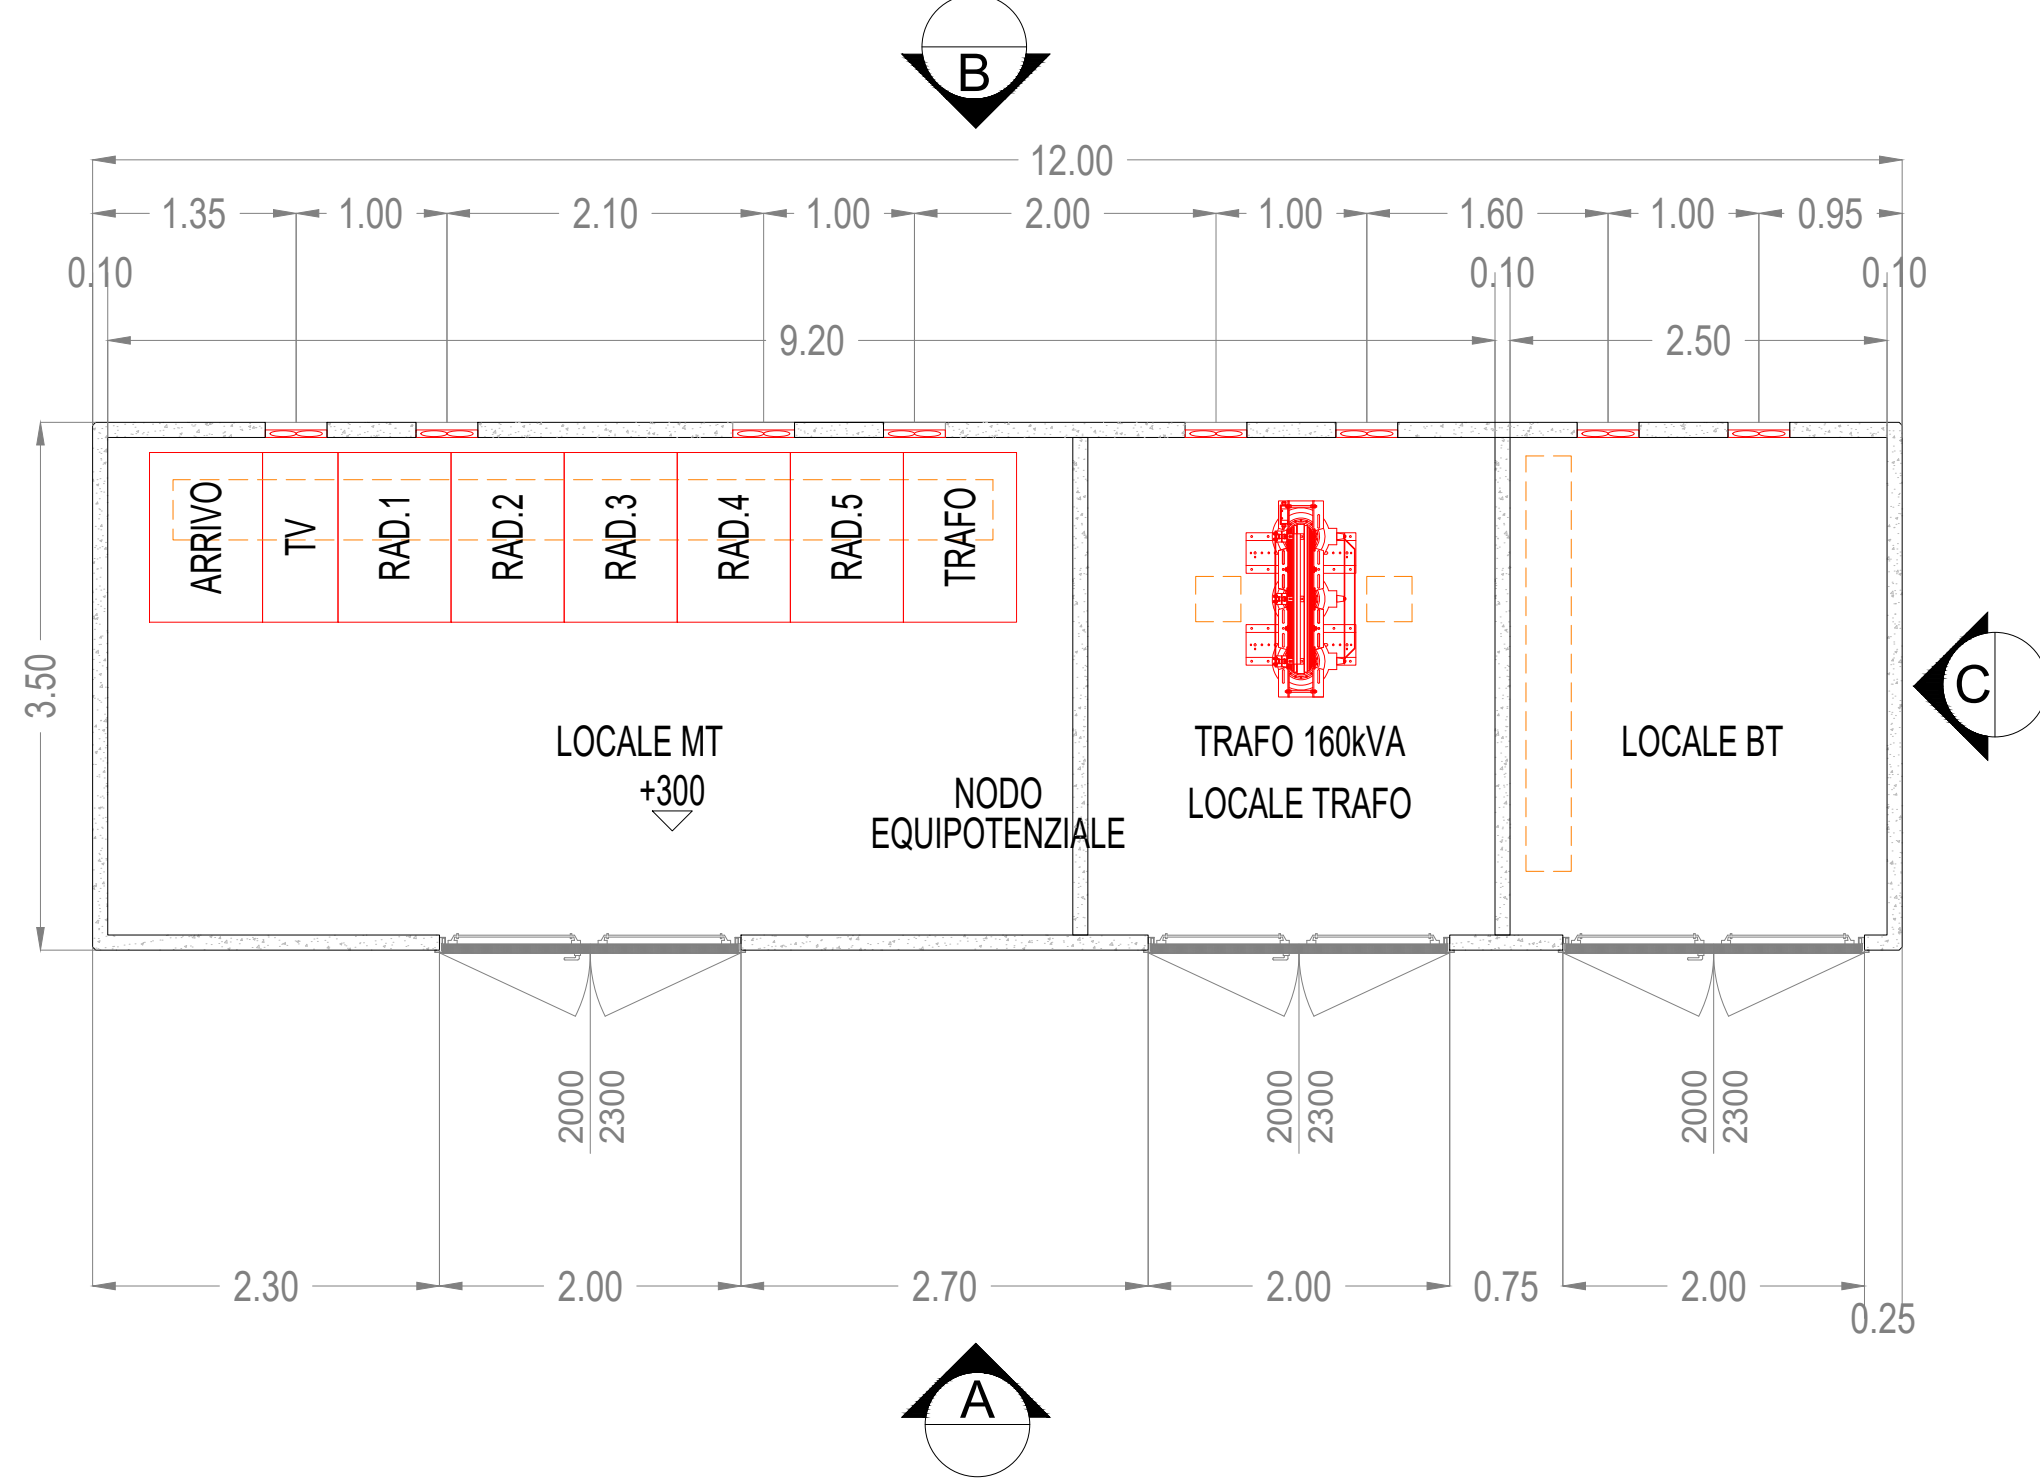 B
12.00
1.35 1.00 2.10 1.00 2.00 1.00 1.60 1.00 0.95
0.10 0.10 0.10
9.20 2.50
3.50
ARRIVO
TV
RAD.1
RAD.2
RAD.3
RAD.4
RAD.5
TRAFO
C
LOCALE MT
+300
NODO
EQUIPOTENZIALE
TRAFO 160kVA
LOCALE TRAFO
LOCALE BT
2000
2300
2000
2300
2000
2300
2.30 2.00 2.70 2.00 0.75 2.00
0.25
A